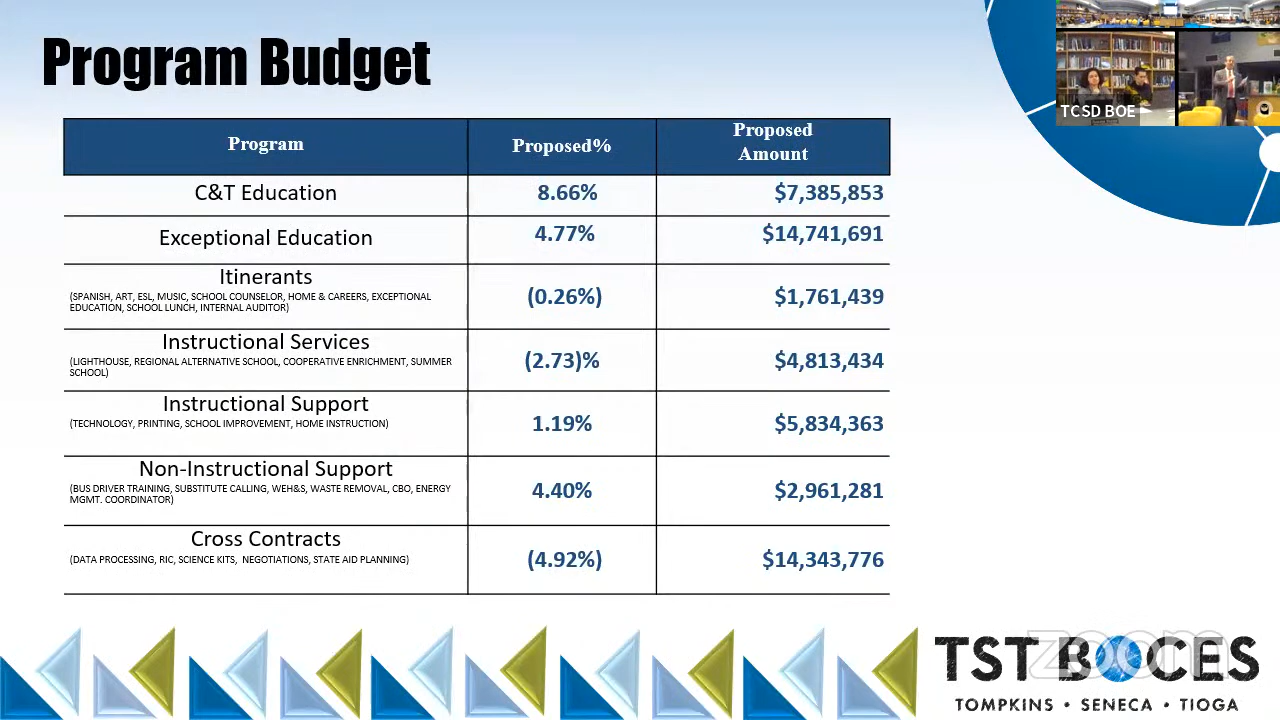 Program Budget
TCSD BOE
Program Proposed% Proposed
Amount
C&T Education 8.66% $7,385,853
Exceptional Education 4.77% $14,741,691
Itinerants
(SPANISH, ART, ESL, MUSIC, SCHOOL COUNSELOR, HOME & CAREERS, EXCEPTIONAL
EDUCATION, SCHOOL LUNCH, INTERNAL AUDITOR)
(0.26%) $1,761,439
Instructional Services
(LIGHTHOUSE, REGIONAL ALTERNATIVE SCHOOL, COOPERATIVE ENRICHMENT, SUMMER
SCHOOL)
(2.73)% $4,813,434
Instructional Support
(TECHNOLOGY, PRINTING, SCHOOL IMPROVEMENT, HOME INSTRUCTION)
1.19% $5,834,363
Non-Instructional Support
(BUS DRIVER TRAINING, SUBSTITUTE CALLING, WEH&S, WASTE REMOVAL, CBO, ENERGY
MGMT. COORDINATOR)
4.40% $2,961,281
Cross Contracts
(DATA PROCESSING, RIC, SCIENCE KITS, NEGOTIATIONS, STATE AID PLANNING)
(4.92%) $14,343,776
TST BOCES
zoom
TOMPKINS • SENECA • TIOGA